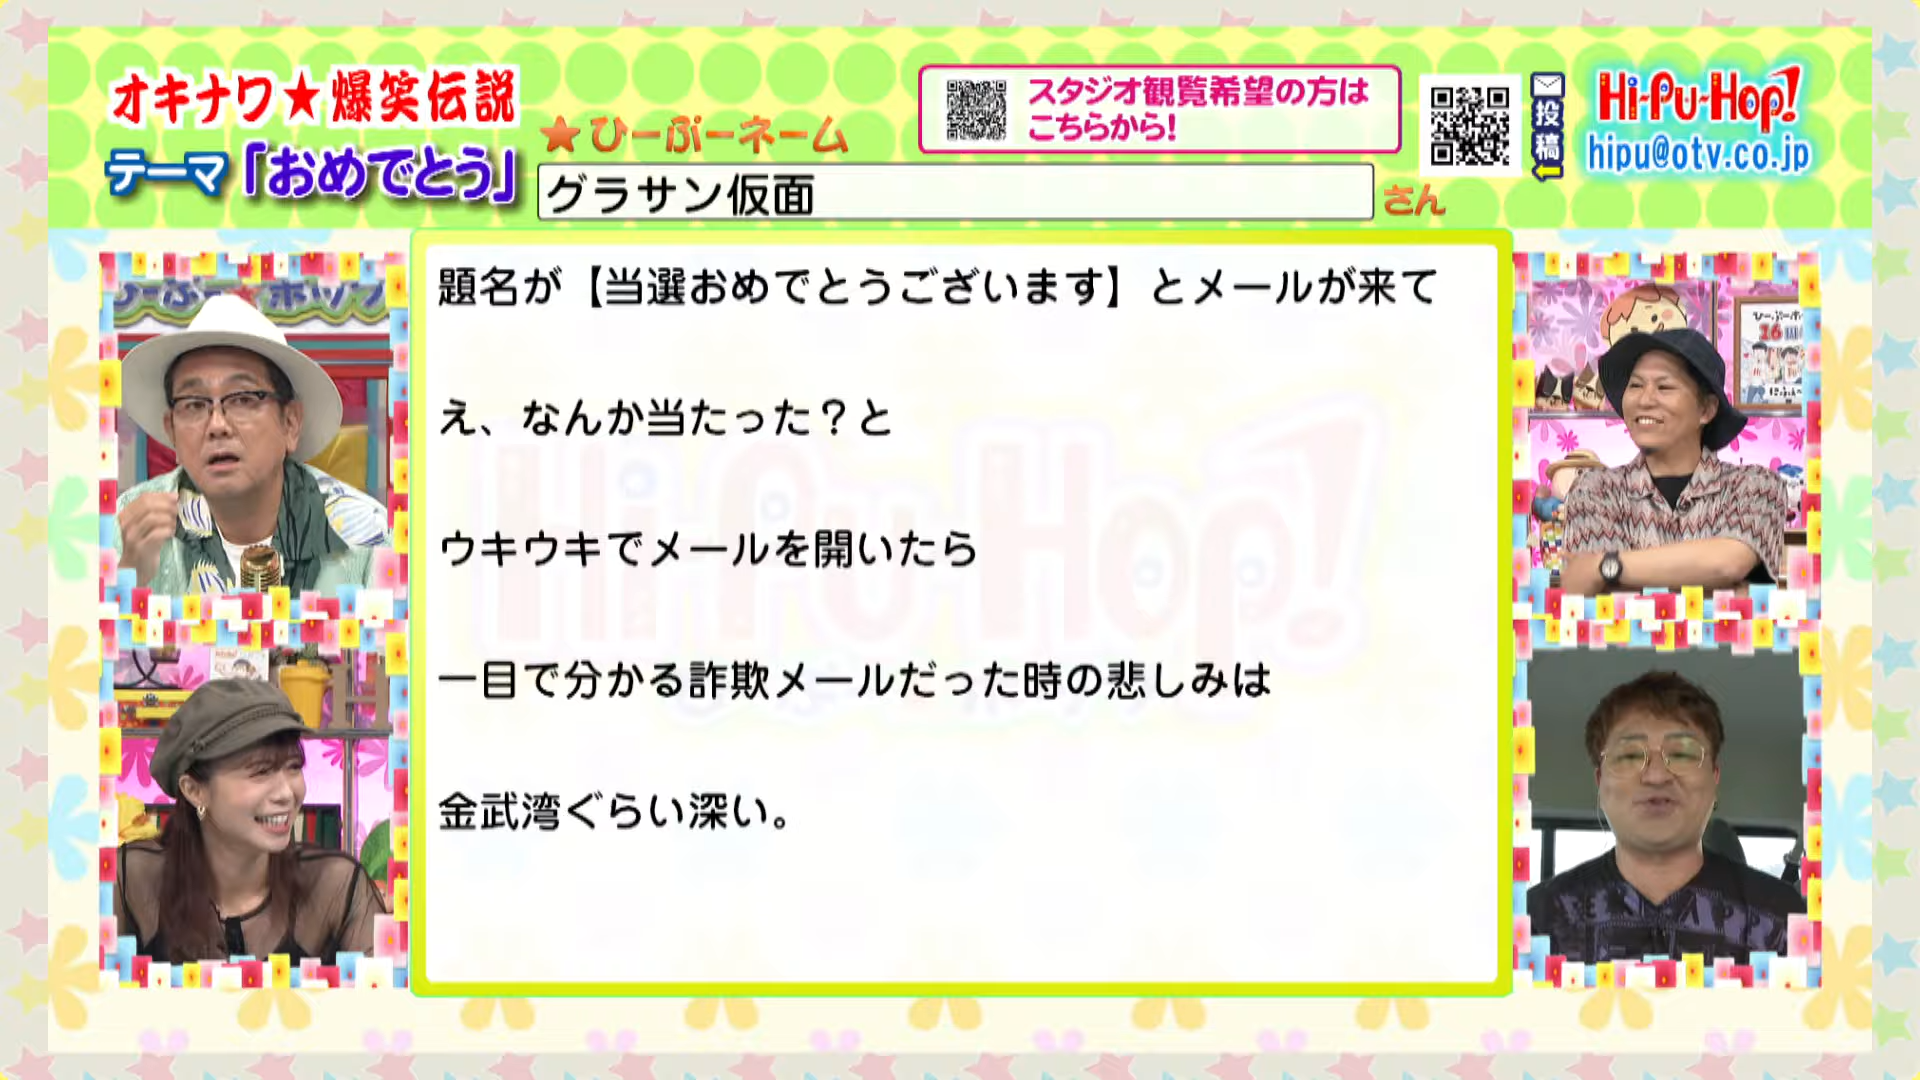 オキナワ★爆笑伝説
テーマ「おめでとう」
★ひーぷーネーム
グラサン仮面
さん
スタジオ観覧希望の方は
こちらから!
投稿
Hi-Pu-Hop!
hipu@otv.co.jp
題名が【当選おめでとうございます】とメールが来て
え、なんか当たった？と
ウキウキでメールを開いたら
一目で分かる詐欺メールだった時の悲しみは
金武湾ぐらい深い。
Hi-Pu-Hop!